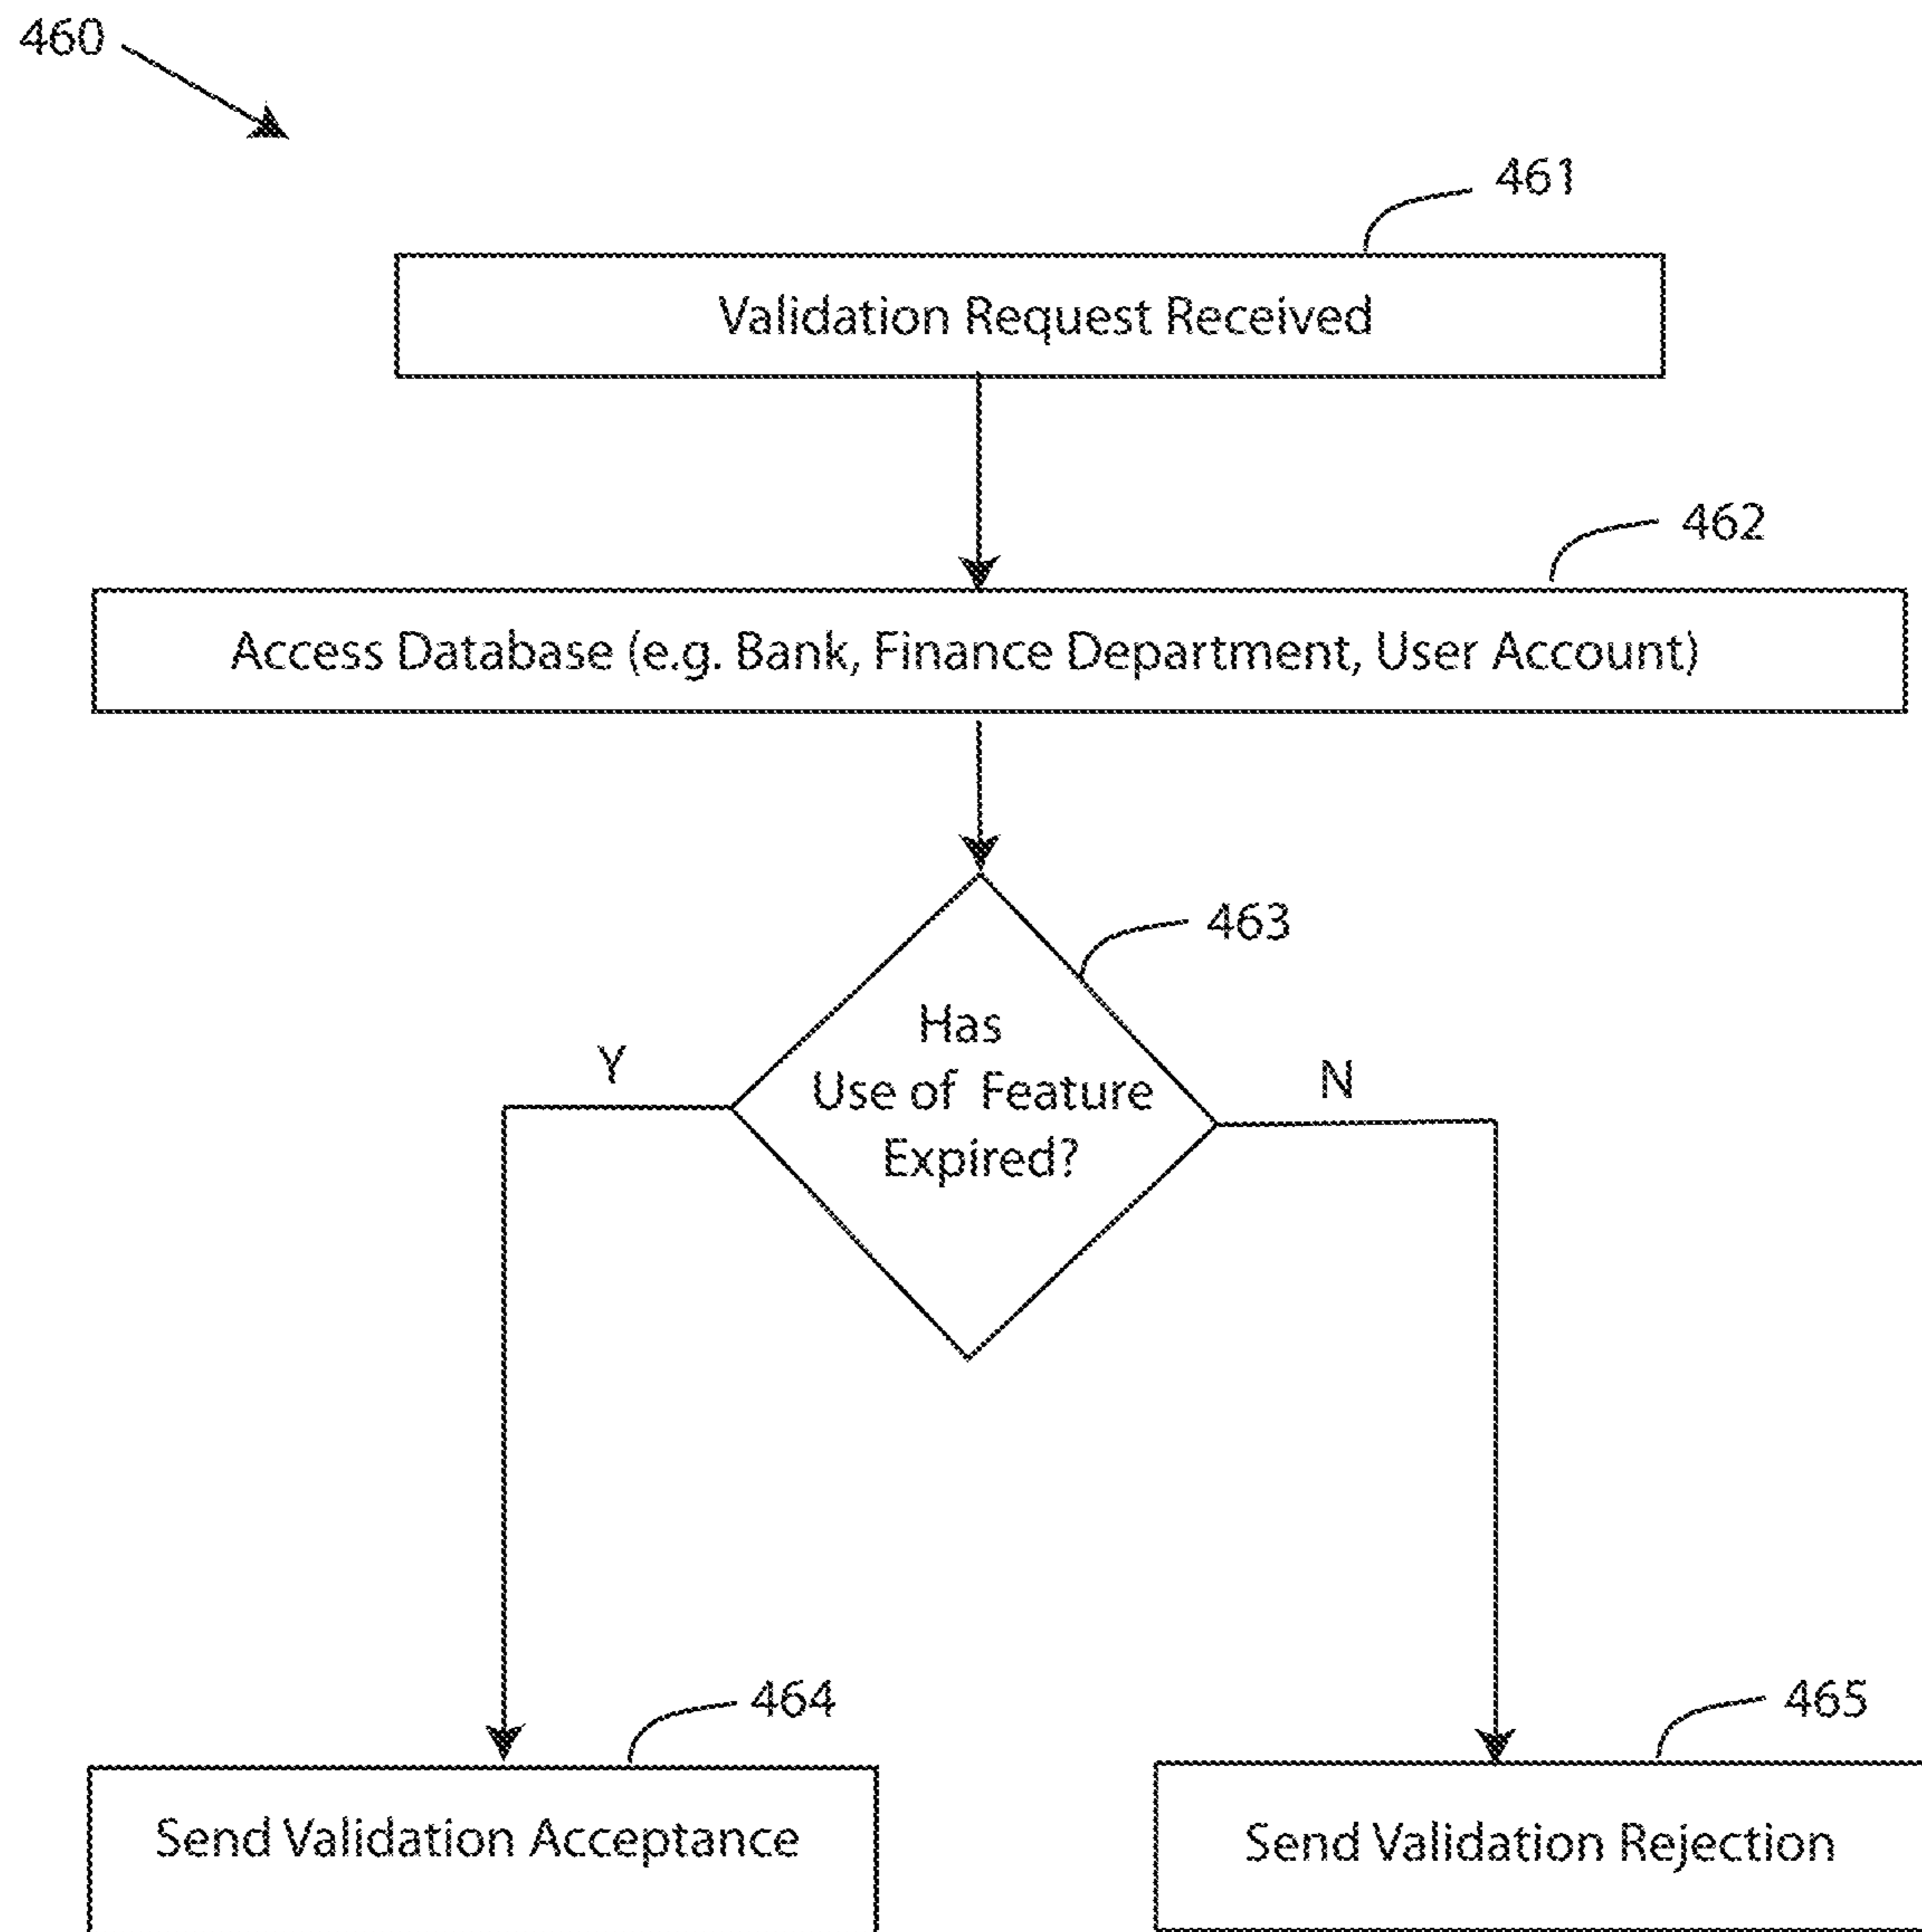 460
461
Validation Request Received
462
Access Database (e.g. Bank, Finance Department, User Account)
463
Has
Use of Feature
Expired?
Y
N
464
465
Send Validation Acceptance
Send Validation Rejection